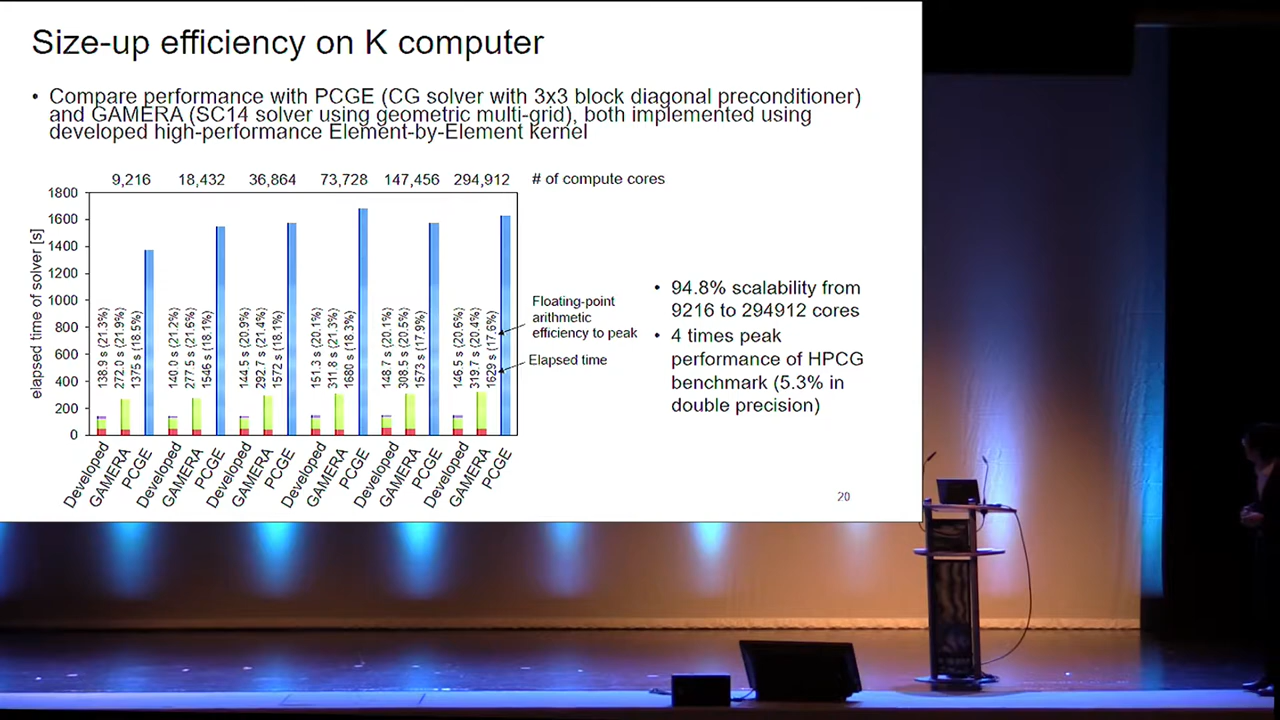 Size-up efficiency on K computer
• Compare performance with PCGE (CG solver with 3x3 block diagonal preconditioner)
and GAMERA (SC14 solver using geometric multi-grid), both implemented using
developed high-performance Element-by-Element kernel
9,216 18,432 36,864 73,728 147,456 294,912 # of compute cores
elapsed time of solver [s]
1800
1600
1400
1200
1000
800
600
400
200
0
138.9 s (21.3%)
272.0 s (21.9%)
1375 s (18.5%)
140.0 s (21.2%)
277.5 s (21.6%)
1546 s (18.1%)
144.5 s (20.9%)
292.7 s (21.4%)
1572 s (18.1%)
151.3 s (20.1%)
311.8 s (21.3%)
1680 s (18.3%)
148.7 s (20.1%)
308.5 s (20.5%)
1573 s (17.9%)
146.5 s (20.6%)
319.7 s (20.4%)
1629 s (17.6%)
Floating-point
arithmetic
efficiency to peak
Elapsed time
Developed
GAMERA
PCGE
Developed
GAMERA
PCGE
Developed
GAMERA
PCGE
Developed
GAMERA
PCGE
Developed
GAMERA
PCGE
Developed
GAMERA
PCGE
• 94.8% scalability from
9216 to 294912 cores
• 4 times peak
performance of HPCG
benchmark (5.3% in
double precision)
20